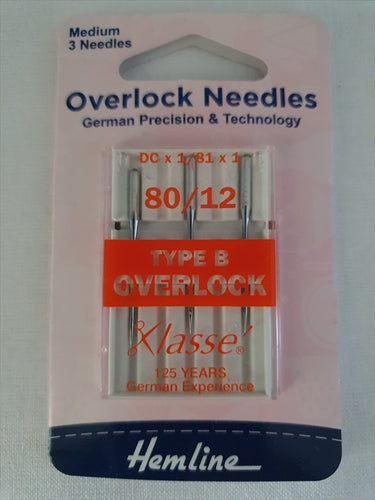 Medium
3 Needles
Overlock Needles
German Precision & Technology
DC x 1/81 x 1
80/12
TYPE B
OVERLOCK
Klassé®
125 YEARS
German Experience
Hemline